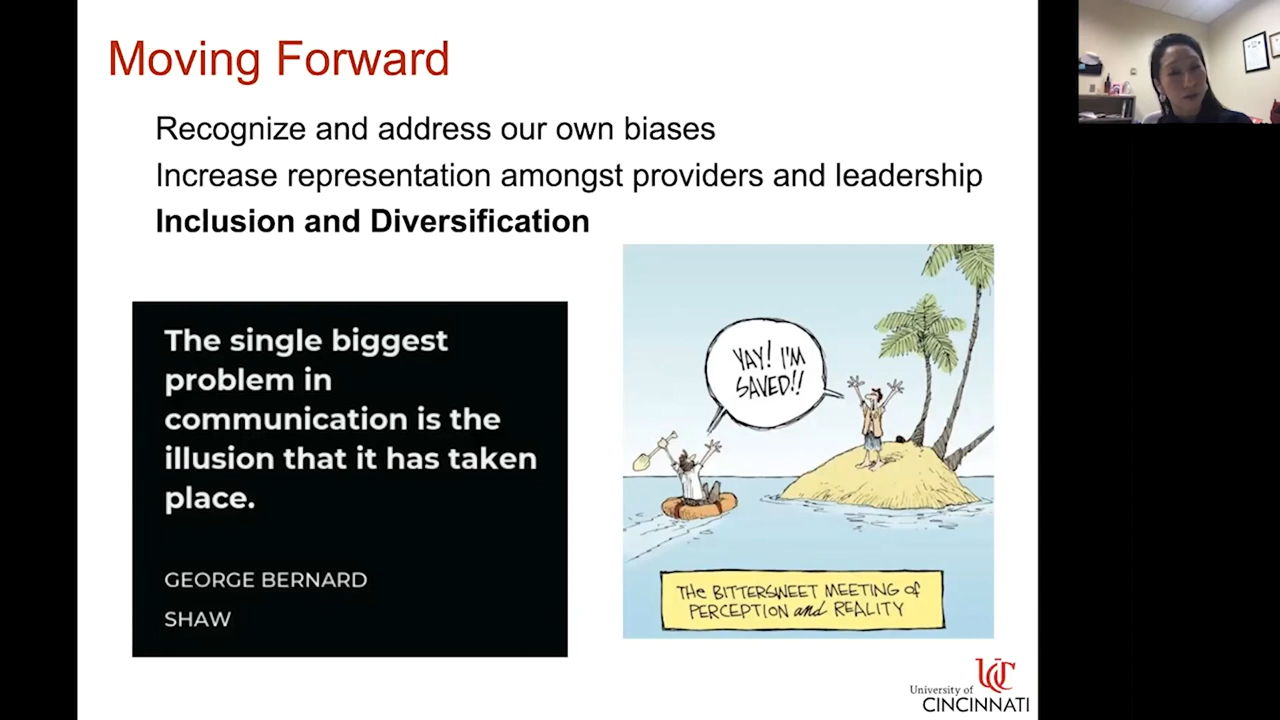 Moving Forward
Recognize and address our own biases
Increase representation amongst providers and leadership
Inclusion and Diversification
The single biggest
problem in
communication is the
illusion that it has taken
place.
GEORGE BERNARD
SHAW
YAY! I'M
SAVED!!
THe BITTERSWEET MEETING of
PERCEPTION and REALITY
UC
University of
CINCINNATI